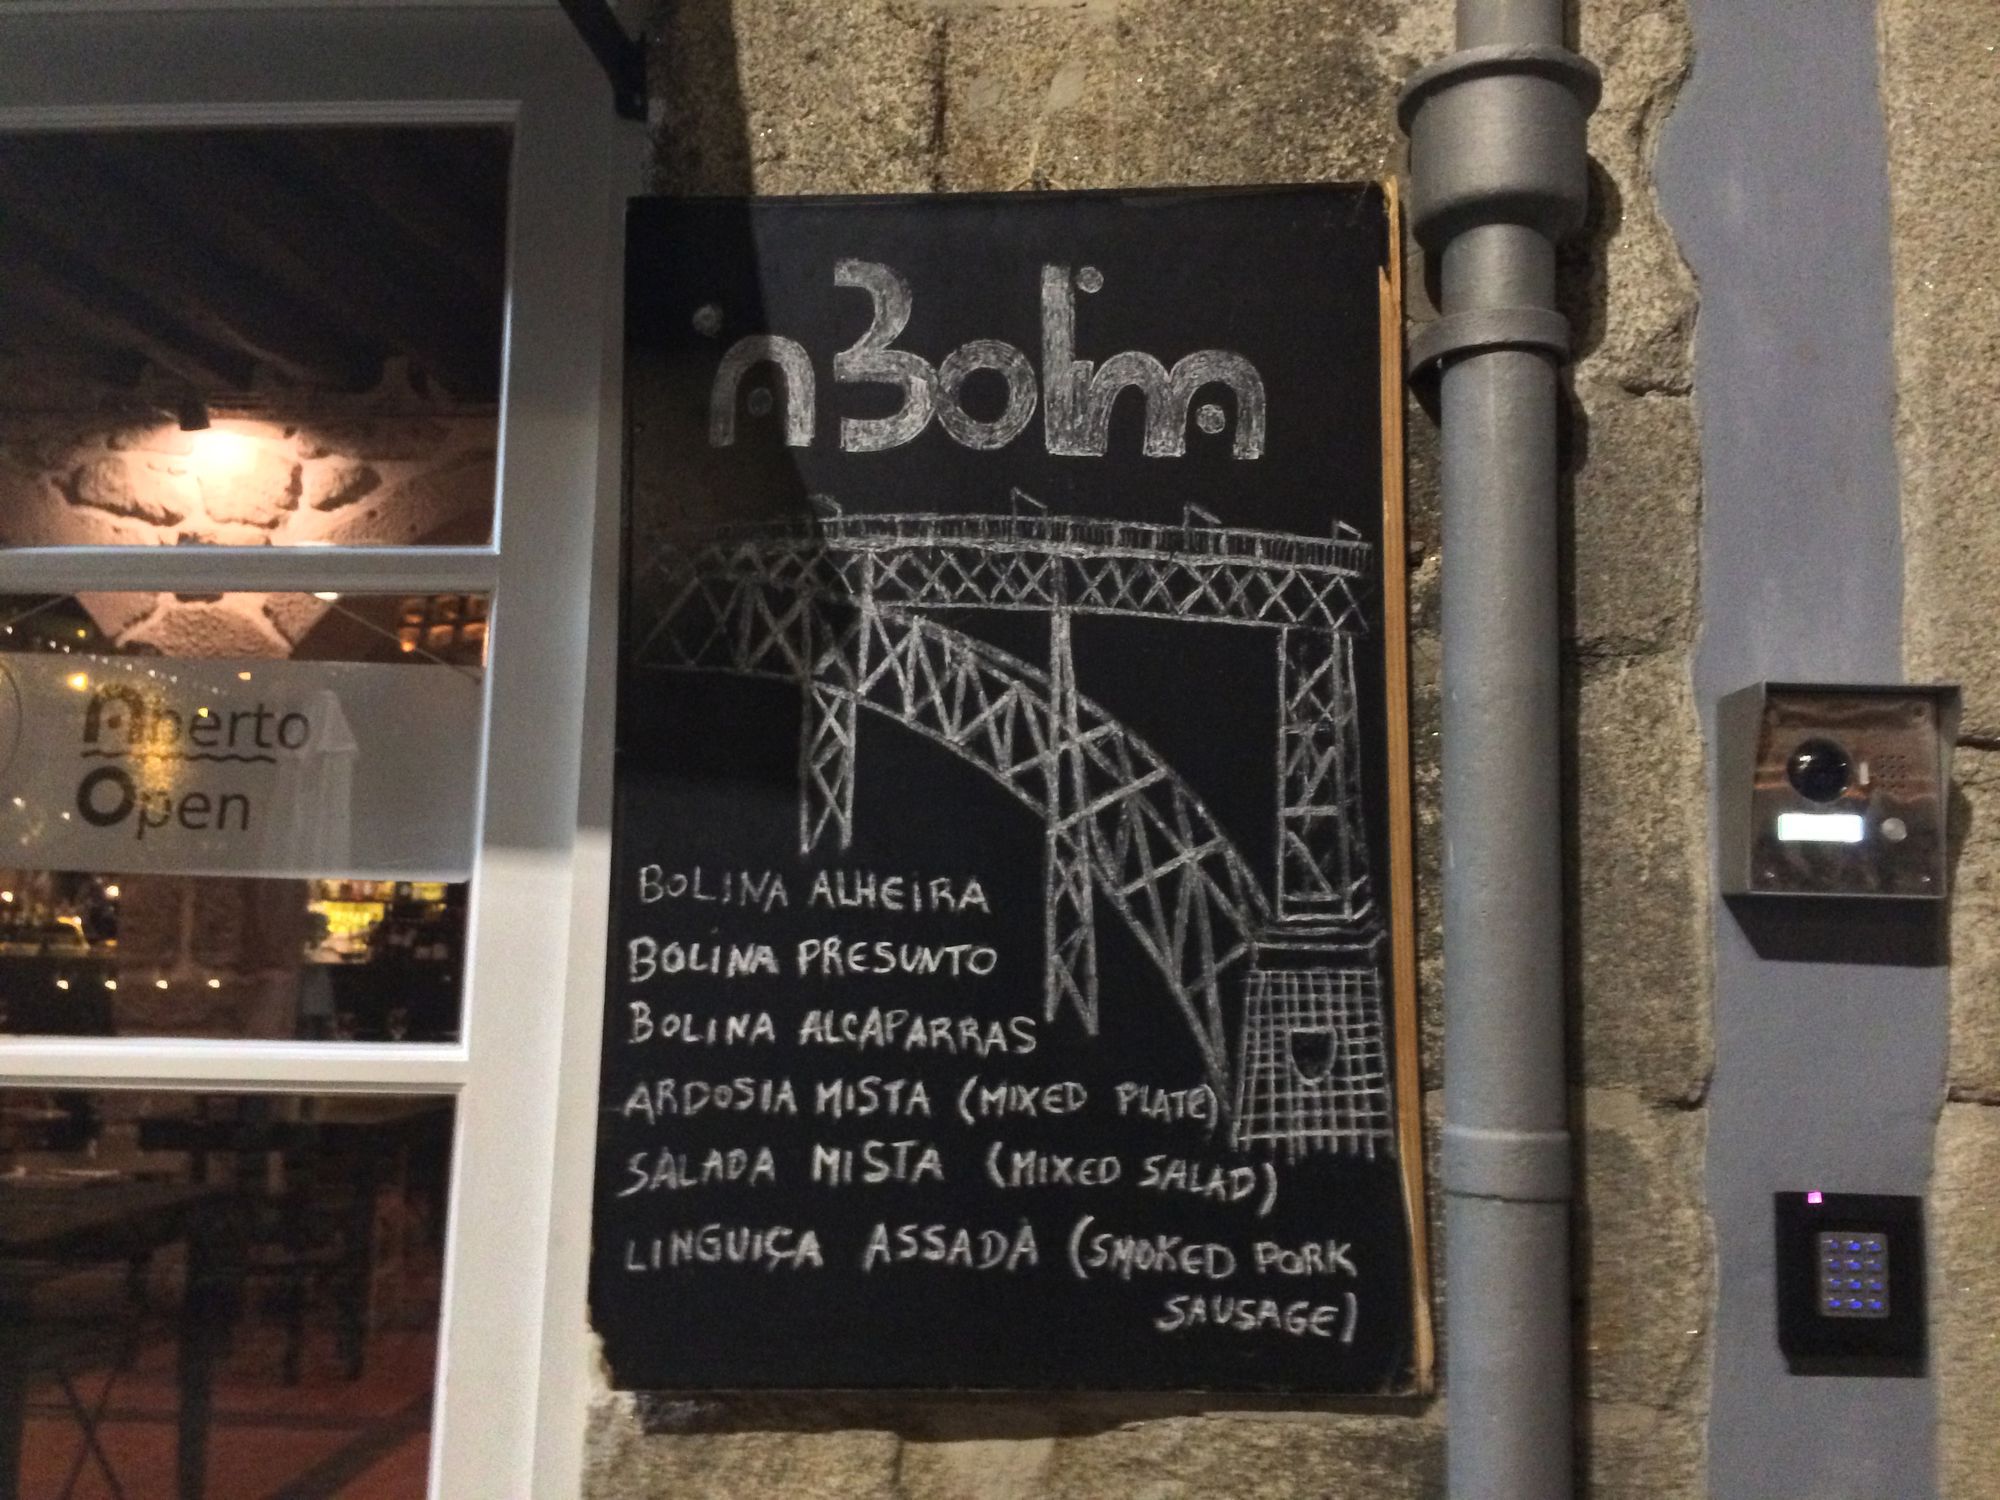 inBolina
Aberto
Open
BOLINA ALHEIRA
BOLINA PRESUNTO
BOLINA ALCAPARRAS
ARDOSIA MISTA (MIXED PLATE)
SALADA MISTA (MIXED SALAD)
LINGUIÇA ASSADA (SMOKED PORK
SAUSAGE)